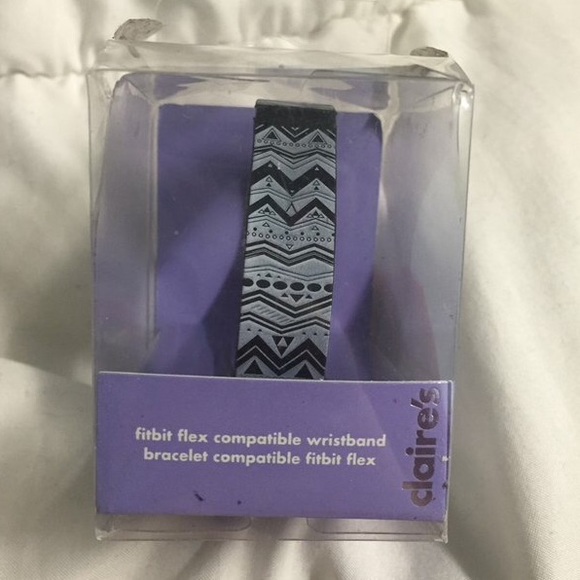 fitbit flex compatible wristband
bracelet compatible fitbit flex
claire's